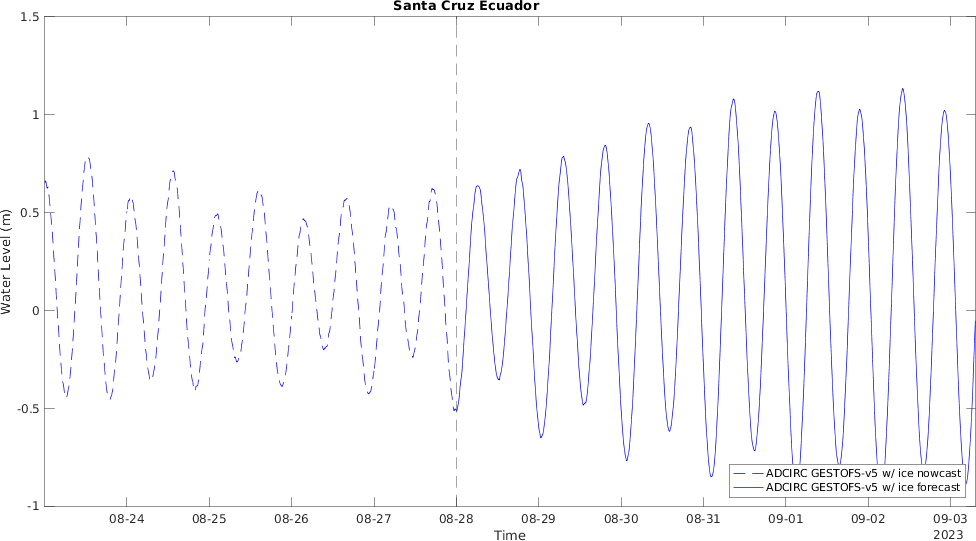 Santa Cruz Ecuador
1.5
1
0.5
0
-0.5
-1
Water Level (m)
08-24 08-25 08-26 08-27 08-28 08-29 08-30 08-31 09-01 09-02 09-03
Time
2023
ADCIRC GESTOFS-v5 w/ ice nowcast
ADCIRC GESTOFS-v5 w/ ice forecast